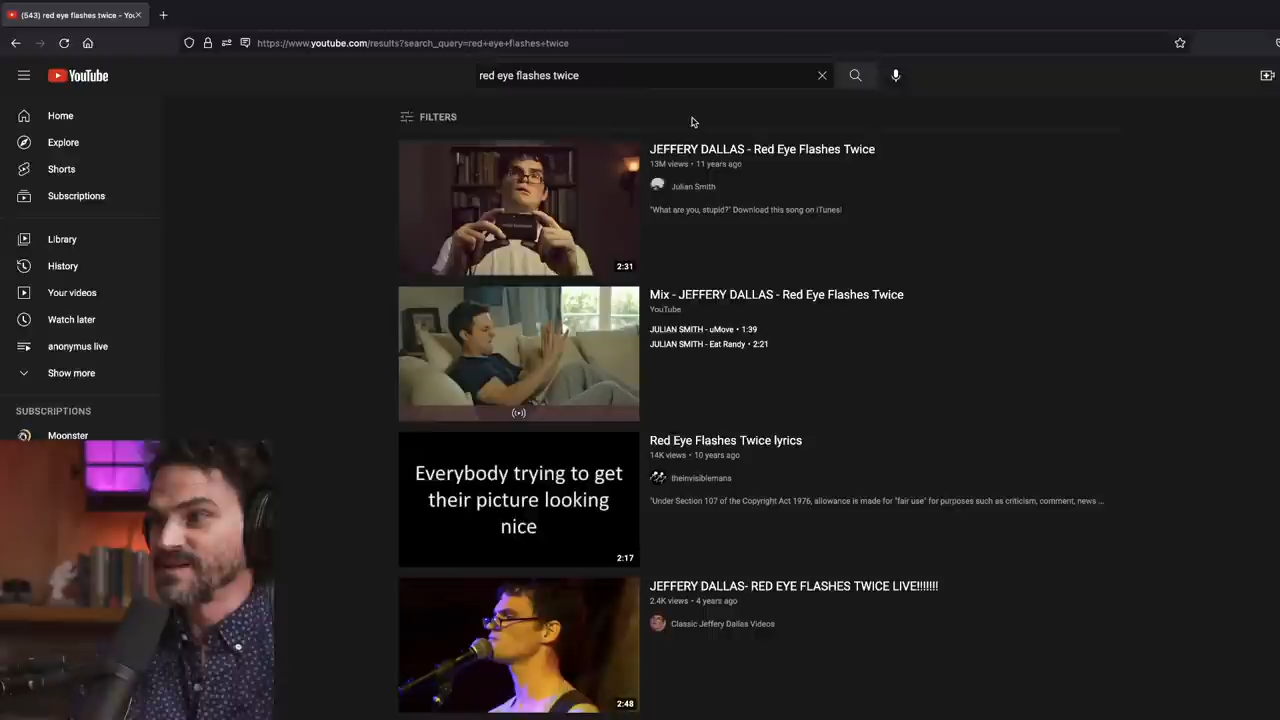 (543) red eye flashes twice - You
https://www.youtube.com/results?search_query=red+eye+flashes+twice
YouTube
red eye flashes twice
FILTERS
Home
Explore
Shorts
Subscriptions
Library
History
Your videos
Watch later
anonymus live
Show more
SUBSCRIPTIONS
Moonster
JEFFERY DALLAS - Red Eye Flashes Twice
13M views • 11 years ago
Julian Smith
"What are you, stupid?" Download this song on iTunes!
2:31
Mix - JEFFERY DALLAS - Red Eye Flashes Twice
YouTube
JULIAN SMITH - uMove • 1:39
JULIAN SMITH - Eat Randy • 2:21
Everybody trying to get
their picture looking
nice
2:17
Red Eye Flashes Twice lyrics
14K views • 10 years ago
theinvisiblemans
"Under Section 107 of the Copyright Act 1976, allowance is made for "fair use" for purposes such as criticism, comment, news ...
JEFFERY DALLAS- RED EYE FLASHES TWICE LIVE!!!!!!!
2.4K views • 4 years ago
Classic Jeffery Dallas Videos
2:48